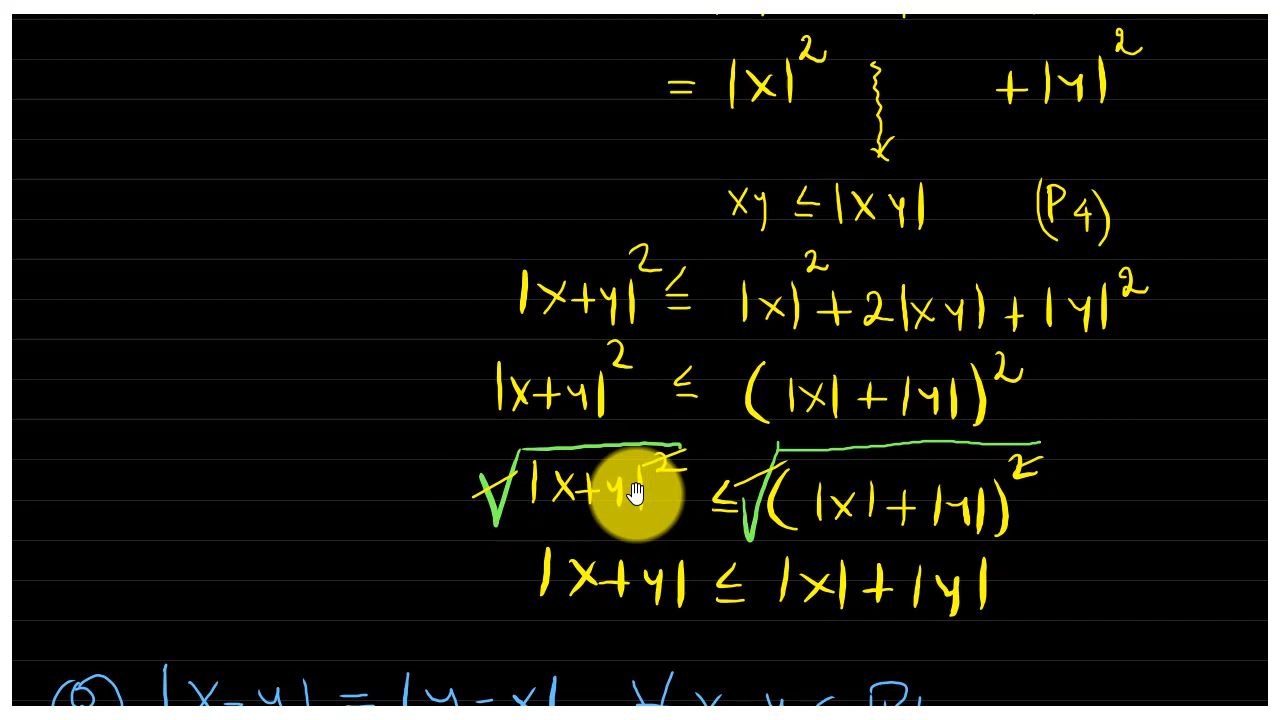 = |x|² + |y|²
xy ≤ |xy| (P4)
|x+y|² ≤ |x|² + 2|xy| + |y|²
|x+y|² ≤ (|x| + |y|)²
√|x+y|² ≤ √(|x| + |y|)²
|x+y| ≤ |x| + |y|
|x-y| = |y-x| ∀ x, y